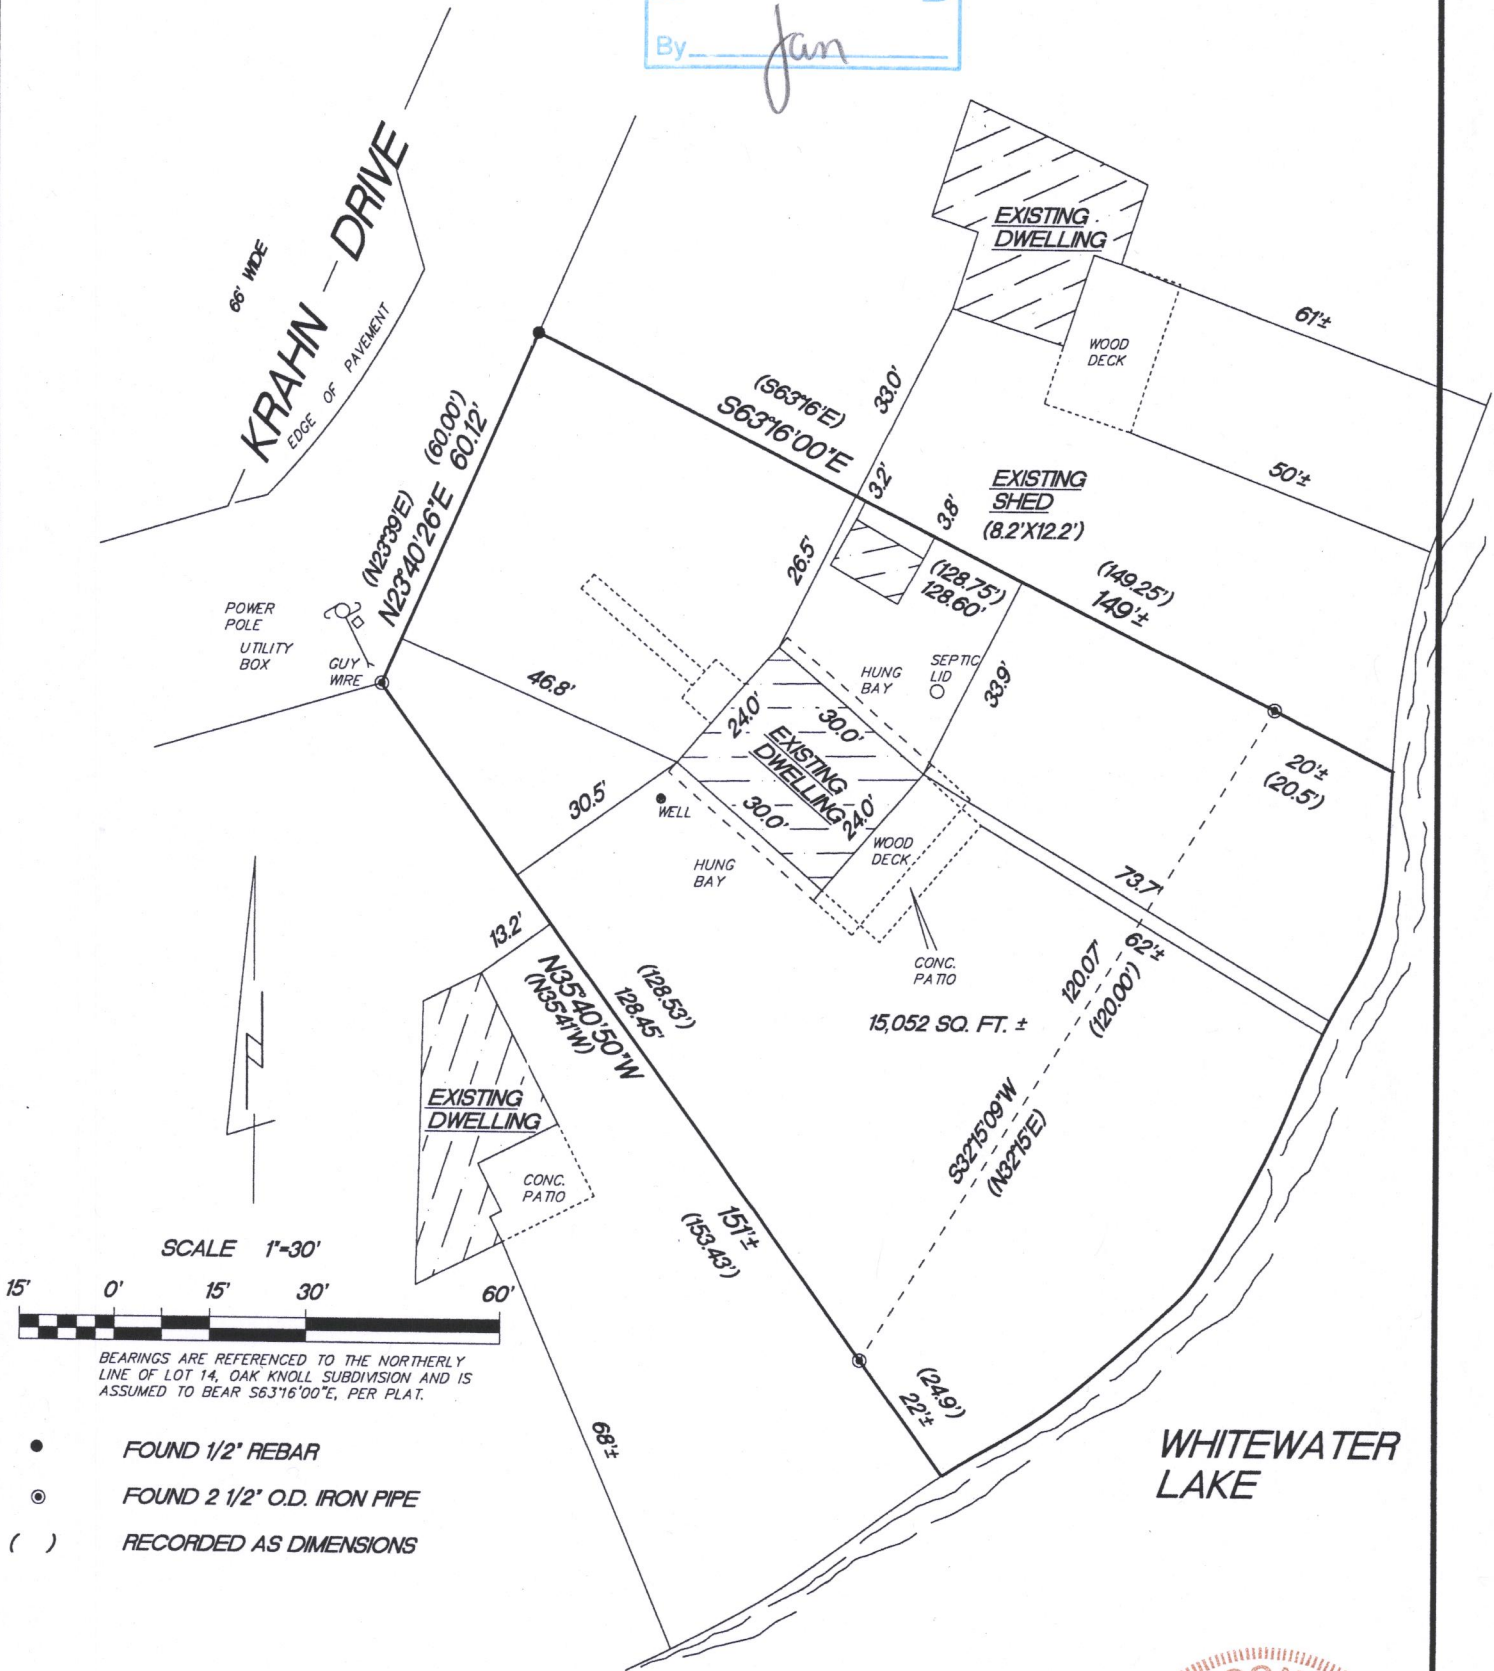 By Jan
KRAHN DRIVE
66' WIDE
EDGE OF PAVEMENT
EXISTING
DWELLING
WOOD
DECK
61'±
50'±
33.0'
(S63°16'E)
S63°16'00"E
3.2'
3.8'
EXISTING
SHED
(8.2'X12.2')
(60.00')
60.12'
(N23°39'E)
N23°40'26"E
26.5'
(128.75')
128.60'
(149.25')
149'±
POWER
POLE
UTILITY
BOX
GUY
WIRE
46.8'
HUNG
BAY
SEPTIC
LID
33.9'
24.0'
30.0'
EXISTING
DWELLING
30.0'
24.0'
20'±
(20.5')
30.5'
WELL
HUNG
BAY
WOOD
DECK
73.7'
62'±
13.2'
CONC.
PATIO
120.07'
(120.00')
N35°40'50"W
(N35°41'W)
(128.53')
128.45'
15,052 SQ. FT. ±
EXISTING
DWELLING
CONC.
PATIO
S32°15'09"W
(N32°15'E)
151'±
(153.43')
SCALE 1"=30'
15' 0' 15' 30' 60'
BEARINGS ARE REFERENCED TO THE NORTHERLY
LINE OF LOT 14, OAK KNOLL SUBDIVISION AND IS
ASSUMED TO BEAR S63°16'00"E, PER PLAT.
(24.9')
22'±
68'±
WHITEWATER
LAKE
FOUND 1/2" REBAR
FOUND 2 1/2" O.D. IRON PIPE
( ) RECORDED AS DIMENSIONS